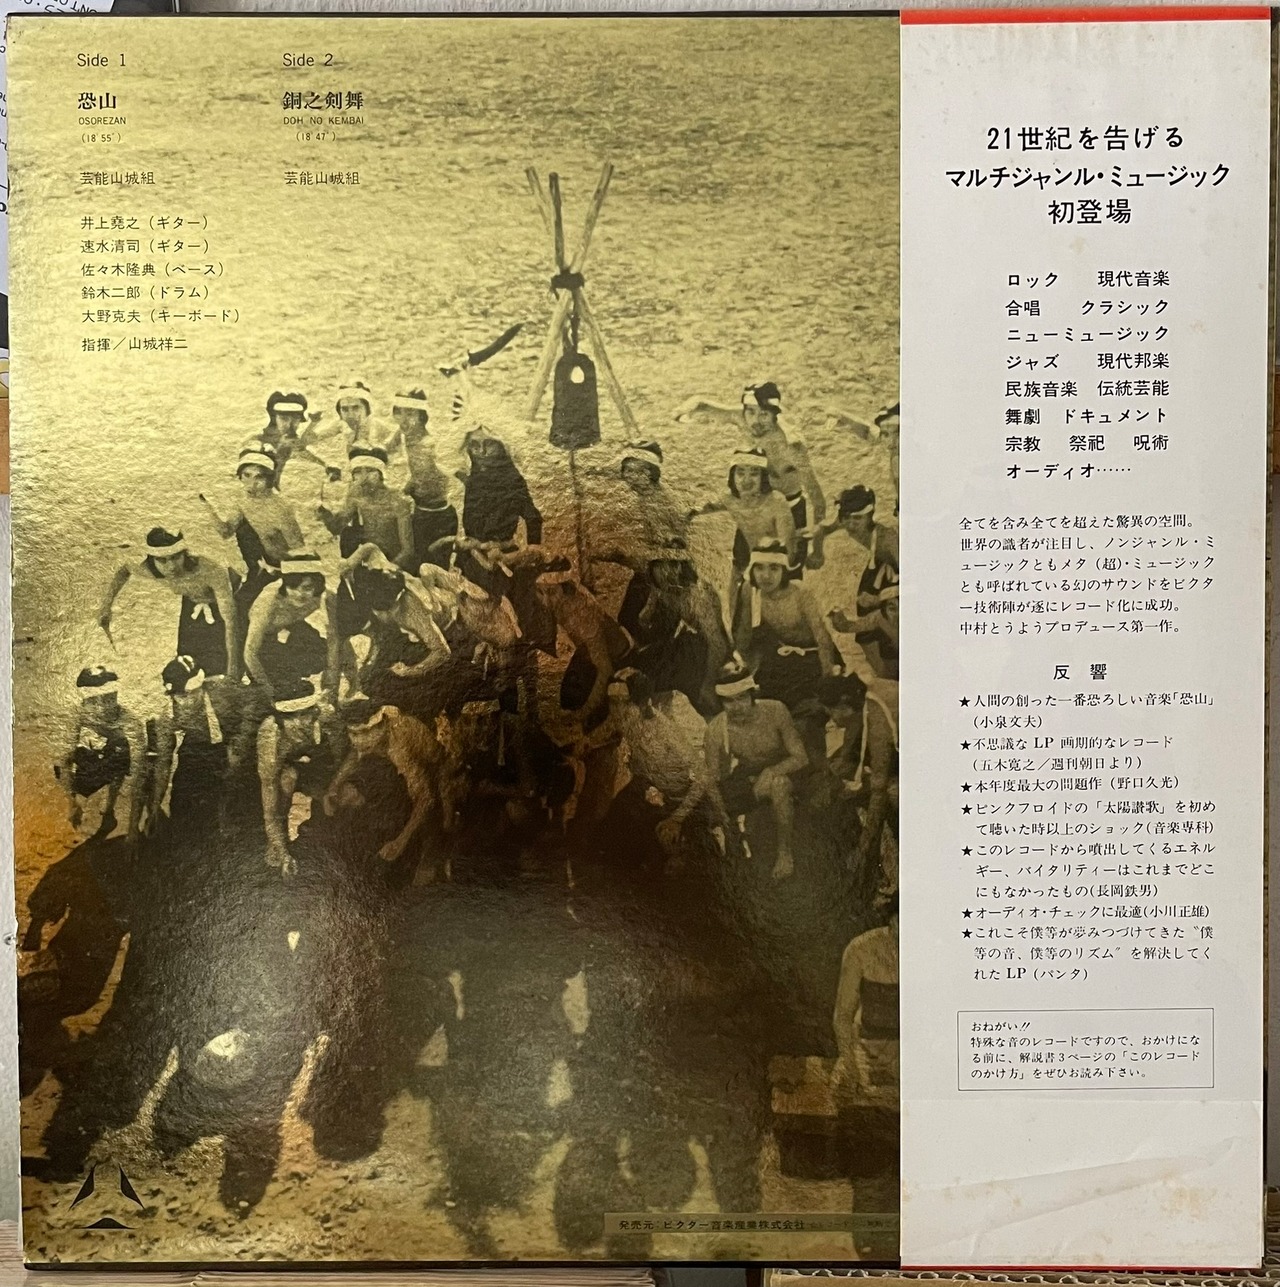 Side 1
恐山
OSOREZAN
(18′55″)
芸能山城組
井上堯之（ギター）
速水清司（ギター）
佐々木隆典（ベース）
鈴木二郎（ドラム）
大野克夫（キーボード）
指揮／山城祥二
Side 2
銅之剣舞
DOH NO KEMBAI
(18′47″)
芸能山城組
発売元：ビクター音楽産業株式会社
21世紀を告げる
マルチジャンル・ミュージック
初登場
ロック 現代音楽
合唱 クラシック
ニューミュージック
ジャズ 現代邦楽
民族音楽 伝統芸能
舞劇 ドキュメント
宗教 祭祀 呪術
オーディオ……
全てを含み全てを超えた驚異の空間。
世界の識者が注目し、ノンジャンル・ミ
ュージックともメタ（超）・ミュージック
とも呼ばれている幻のサウンドをビクタ
ー技術陣が遂にレコード化に成功。
中村とうようプロデュース第一作。
反響
★人間の創った一番恐ろしい音楽「恐山」
（小泉文夫）
★不思議な LP 画期的なレコード
（五木寛之／週刊朝日より）
★本年度最大の問題作（野口久光）
★ピンクフロイドの「太陽讃歌」を初め
て聴いた時以上のショック(音楽専科)
★このレコードから噴出してくるエネル
ギー、バイタリティーはこれまでどこ
にもなかったもの(長岡鉄男)
★オーディオ・チェックに最適(小川正雄)
★これこそ僕等が夢みつづけてきた〝僕
等の音、僕等のリズム〞を解決してく
れた LP（パンタ）
おねがい!!
特殊な音のレコードですので、おかけにな
る前に、解説書3ページの「このレコード
のかけ方」をぜひお読み下さい。